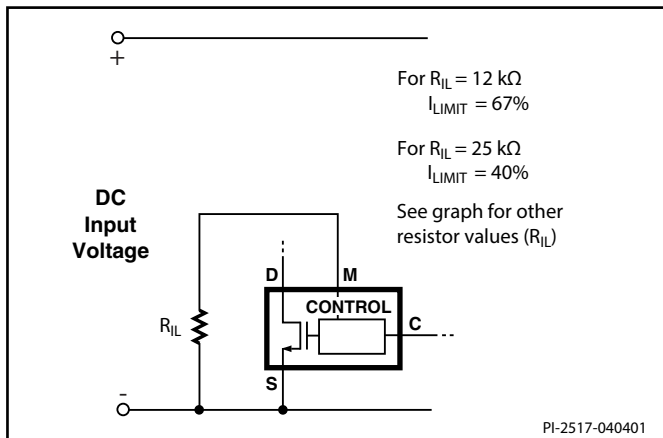 +
For R_IL = 12 kΩ
I_LIMIT = 67%
For R_IL = 25 kΩ
I_LIMIT = 40%
See graph for other
resistor values (R_IL)
DC
Input
Voltage
D
M
CONTROL
C
R_IL
S
-
PI-2517-040401